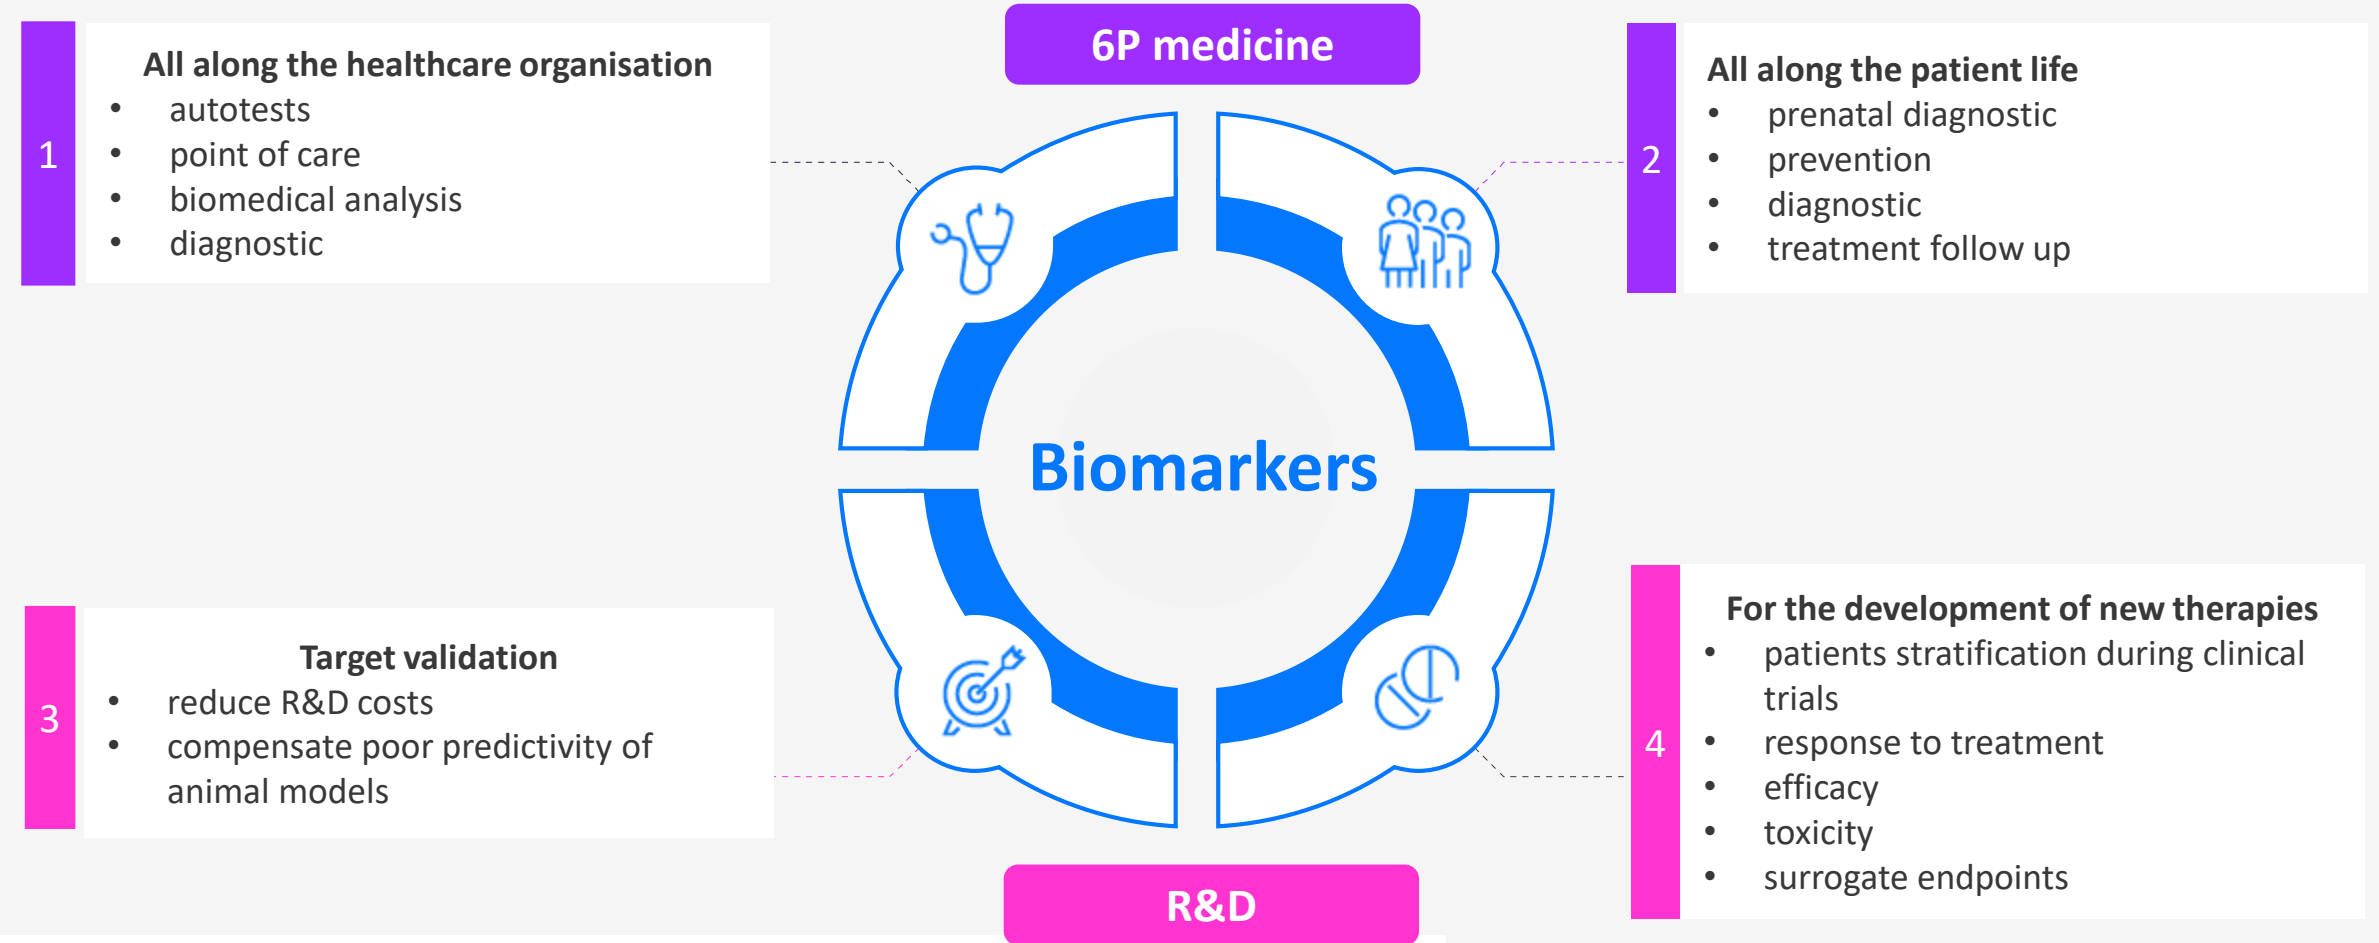 6P medicine
1
All along the healthcare organisation
• autotests
• point of care
• biomedical analysis
• diagnostic
2
All along the patient life
• prenatal diagnostic
• prevention
• diagnostic
• treatment follow up
Biomarkers
3
Target validation
• reduce R&D costs
• compensate poor predictivity of
animal models
4
For the development of new therapies
• patients stratification during clinical
trials
• response to treatment
• efficacy
• toxicity
• surrogate endpoints
R&D